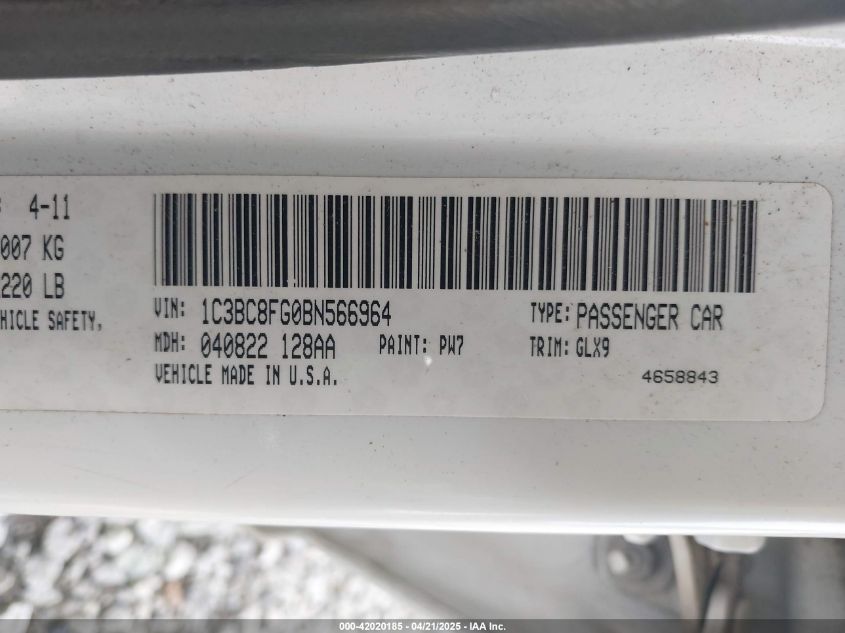 : 4-11
007 KG
220 LB
HICLE SAFETY,
VIN: 1C3BC8FG0BN566964 TYPE: PASSENGER CAR
MDH: 040822 128AA PAINT: PW7 TRIM: GLX9
VEHICLE MADE IN U.S.A. 4658843
000-42020185 - 04/21/2025 - IAA Inc.